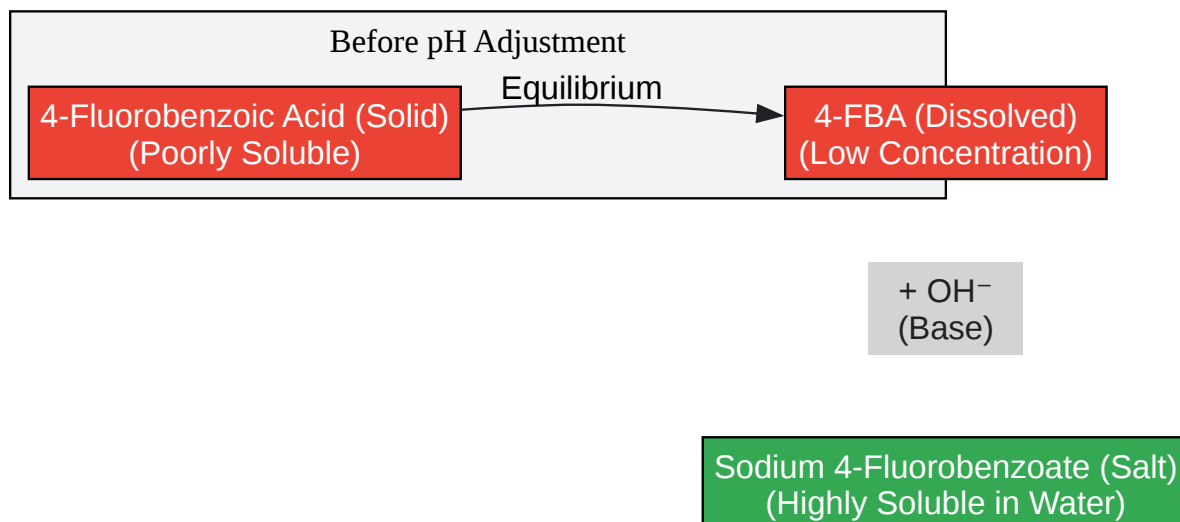 Before pH Adjustment
Equilibrium
4-Fluorobenzoic Acid (Solid)
(Poorly Soluble)
4-FBA (Dissolved)
(Low Concentration)
+ OH⁻
(Base)
Sodium 4-Fluorobenzoate (Salt)
(Highly Soluble in Water)